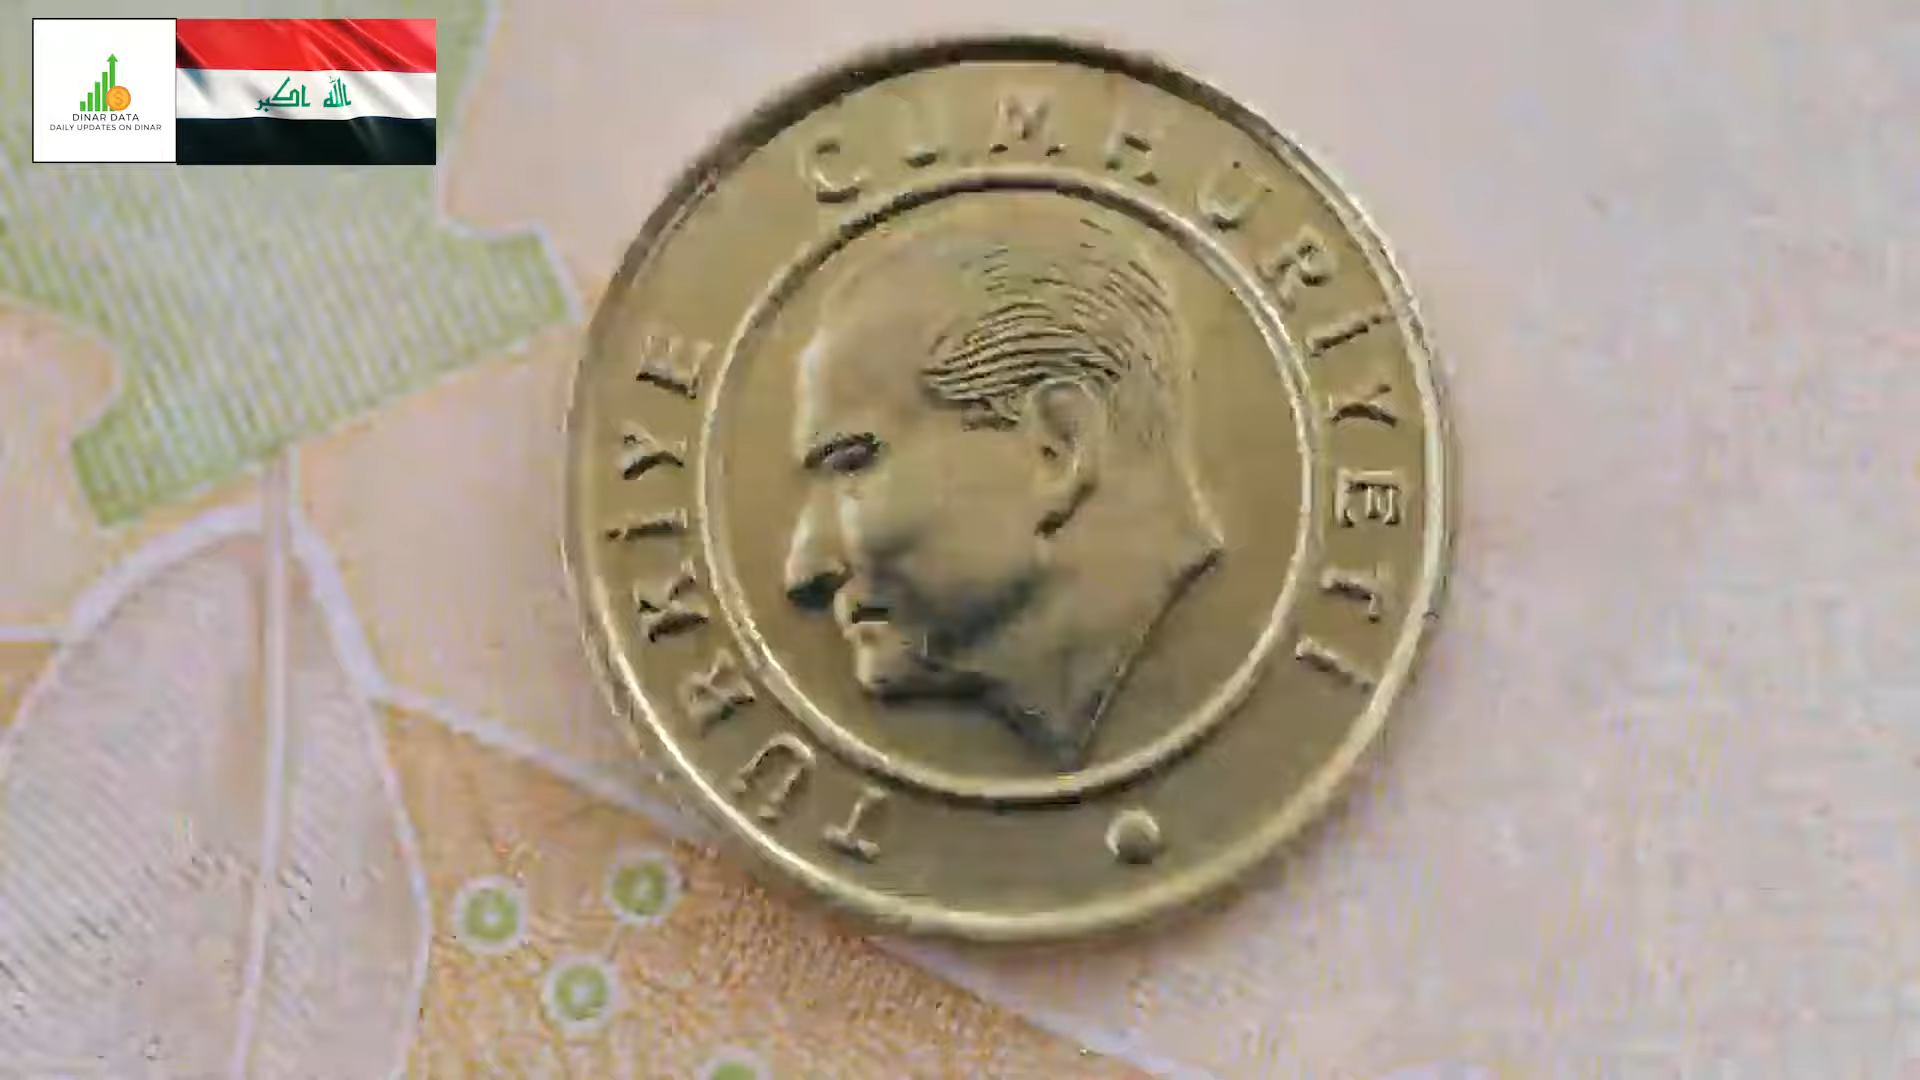 DINAR DATA
DAILY UPDATES ON DINAR
الله اكبر
TÜRKİYE CUMHURİYETİ